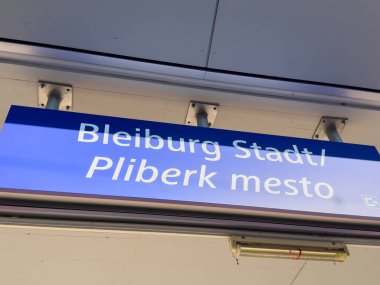 Bleiburg Stadt/
Pliberk mesto